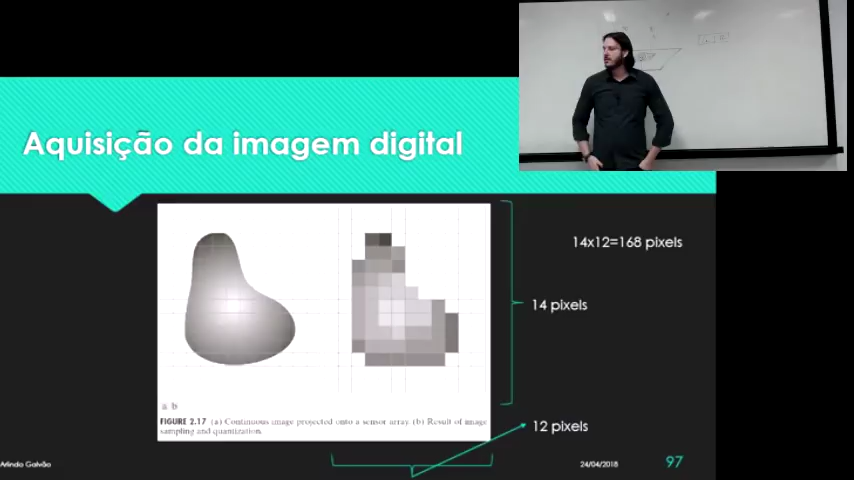 Aquisição da imagem digital
14x12=168 pixels
14 pixels
a b
FIGURE 2.17 (a) Continuous image projected onto a sensor array. (b) Result of image
sampling and quantization.
12 pixels
Arlindo Galvão
24/04/2018
97